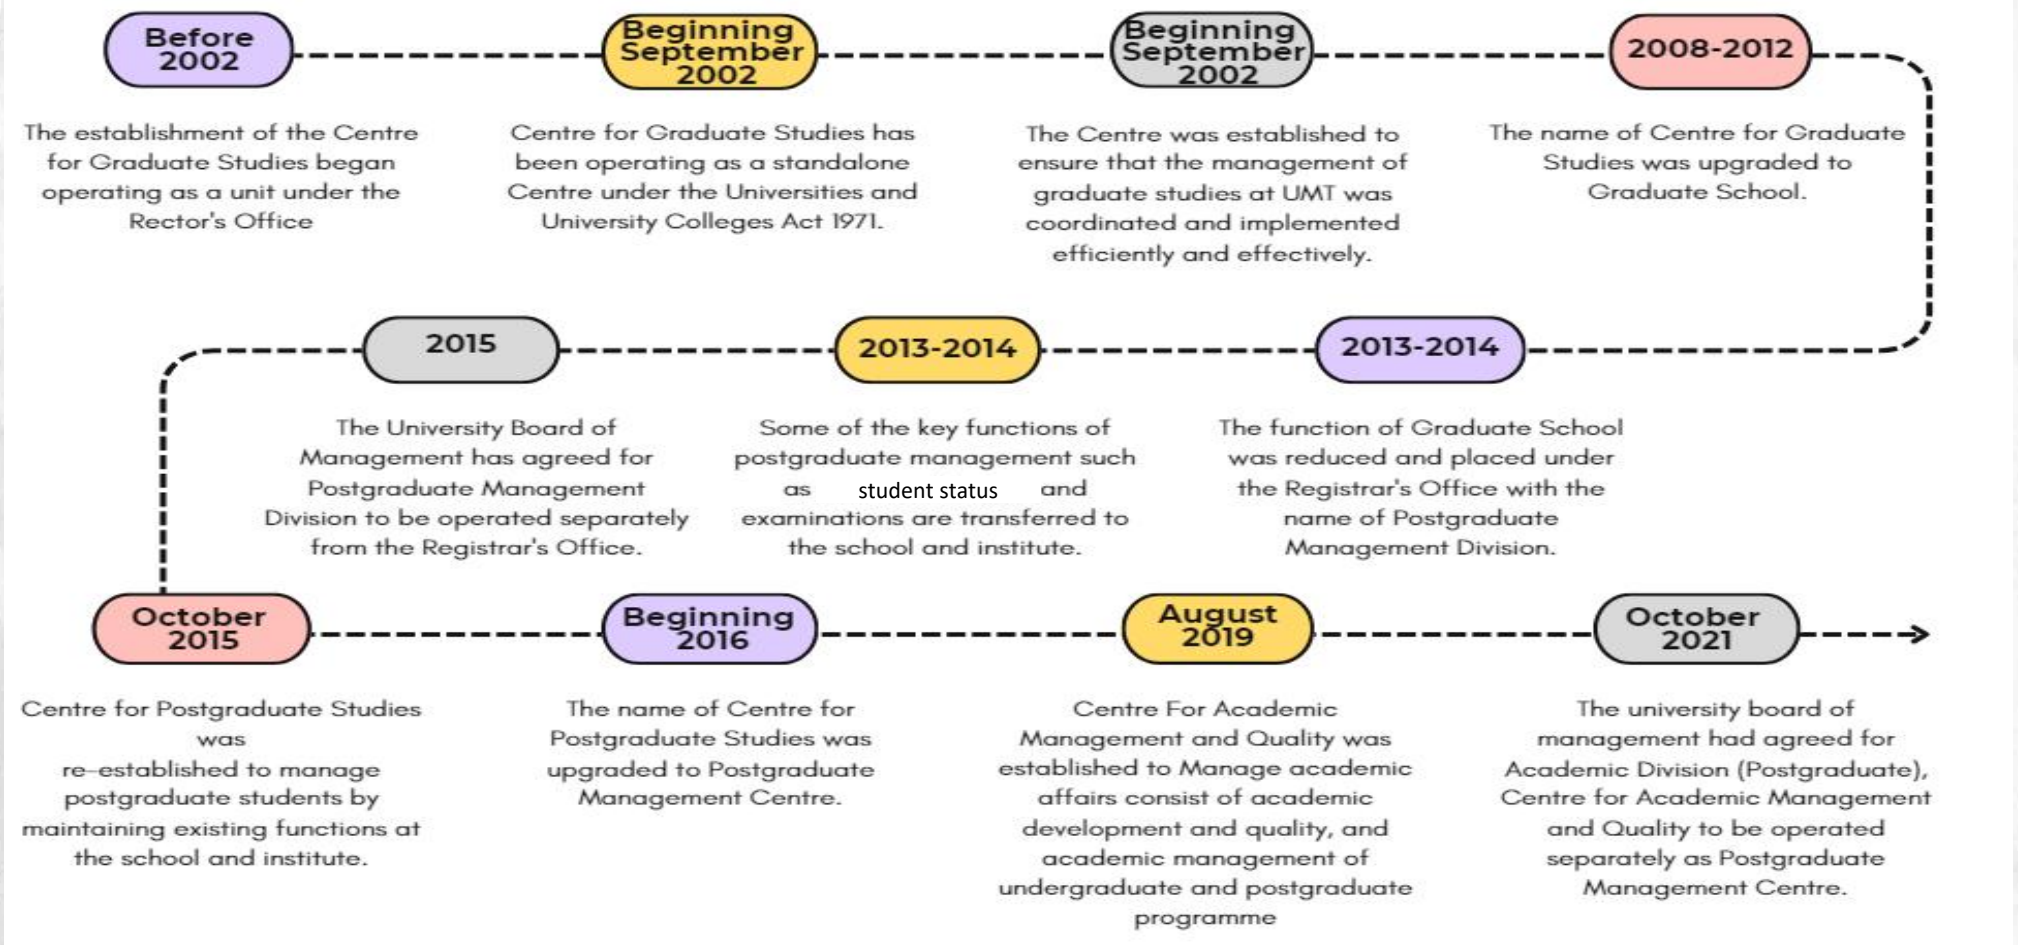 Before
2002
The establishment of the Centre
for Graduate Studies began
operating as a unit under the
Rector's Office
Beginning
September
2002
Centre for Graduate Studies has
been operating as a standalone
Centre under the Universities and
University Colleges Act 1971.
Beginning
September
2002
The Centre was established to
ensure that the management of
graduate studies at UMT was
coordinated and implemented
efficiently and effectively.
2008-2012
The name of Centre for Graduate
Studies was upgraded to
Graduate School.
2013-2014
The function of Graduate School
was reduced and placed under
the Registrar's Office with the
name of Postgraduate
Management Division.
2013-2014
Some of the key functions of
postgraduate management such
as student status and
examinations are transferred to
the school and institute.
2015
The University Board of
Management has agreed for
Postgraduate Management
Division to be operated separately
from the Registrar's Office.
October
2015
Centre for Postgraduate Studies
was
re-established to manage
postgraduate students by
maintaining existing functions at
the school and institute.
Beginning
2016
The name of Centre for
Postgraduate Studies was
upgraded to Postgraduate
Management Centre.
August
2019
Centre For Academic
Management and Quality was
established to Manage academic
affairs consist of academic
development and quality, and
academic management of
undergraduate and postgraduate
programme
October
2021
The university board of
management had agreed for
Academic Division (Postgraduate),
Centre for Academic Management
and Quality to be operated
separately as Postgraduate
Management Centre.